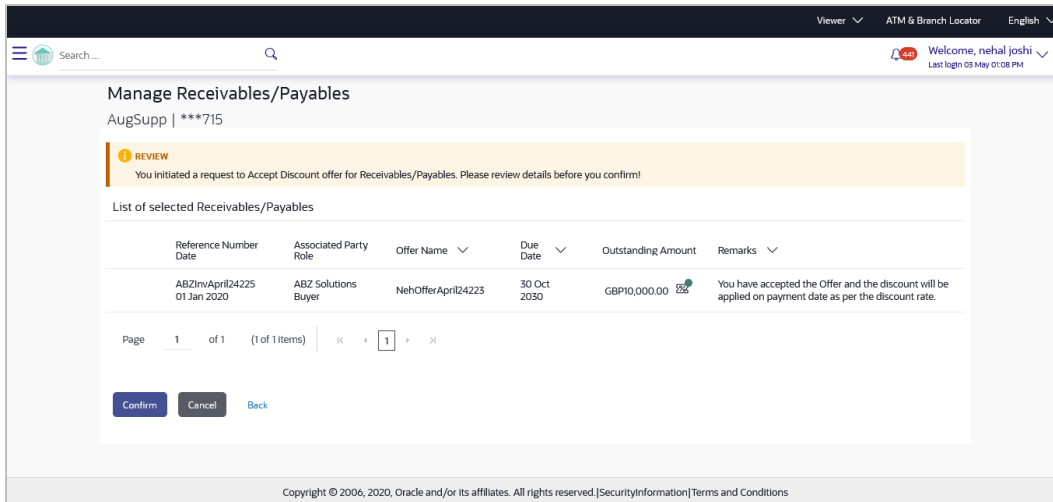 Viewer ATM & Branch Locator English
Search ... 441 Welcome, nehal joshi
Last login 03 May 01:08 PM
Manage Receivables/Payables
AugSupp | ***715
REVIEW
You initiated a request to Accept Discount offer for Receivables/Payables. Please review details before you confirm!
List of selected Receivables/Payables
Reference Number Associated Party Offer Name Due Outstanding Amount Remarks
Date Role Date
ABZInvApril24225 ABZ Solutions NehOfferApril24223 30 Oct GBP10,000.00 You have accepted the Offer and the discount will be
01 Jan 2020 Buyer 2030 applied on payment date as per the discount rate.
Page 1 of 1 (1 of 1 items) 1
Confirm Cancel Back
Copyright © 2006, 2020, Oracle and/or its affiliates. All rights reserved.|SecurityInformation|Terms and Conditions